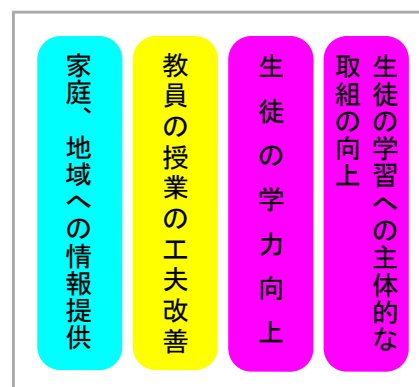 生徒の学習への主体的な
取組の向上
生徒の学力向上
教員の授業の工夫改善
家庭、地域への情報提供